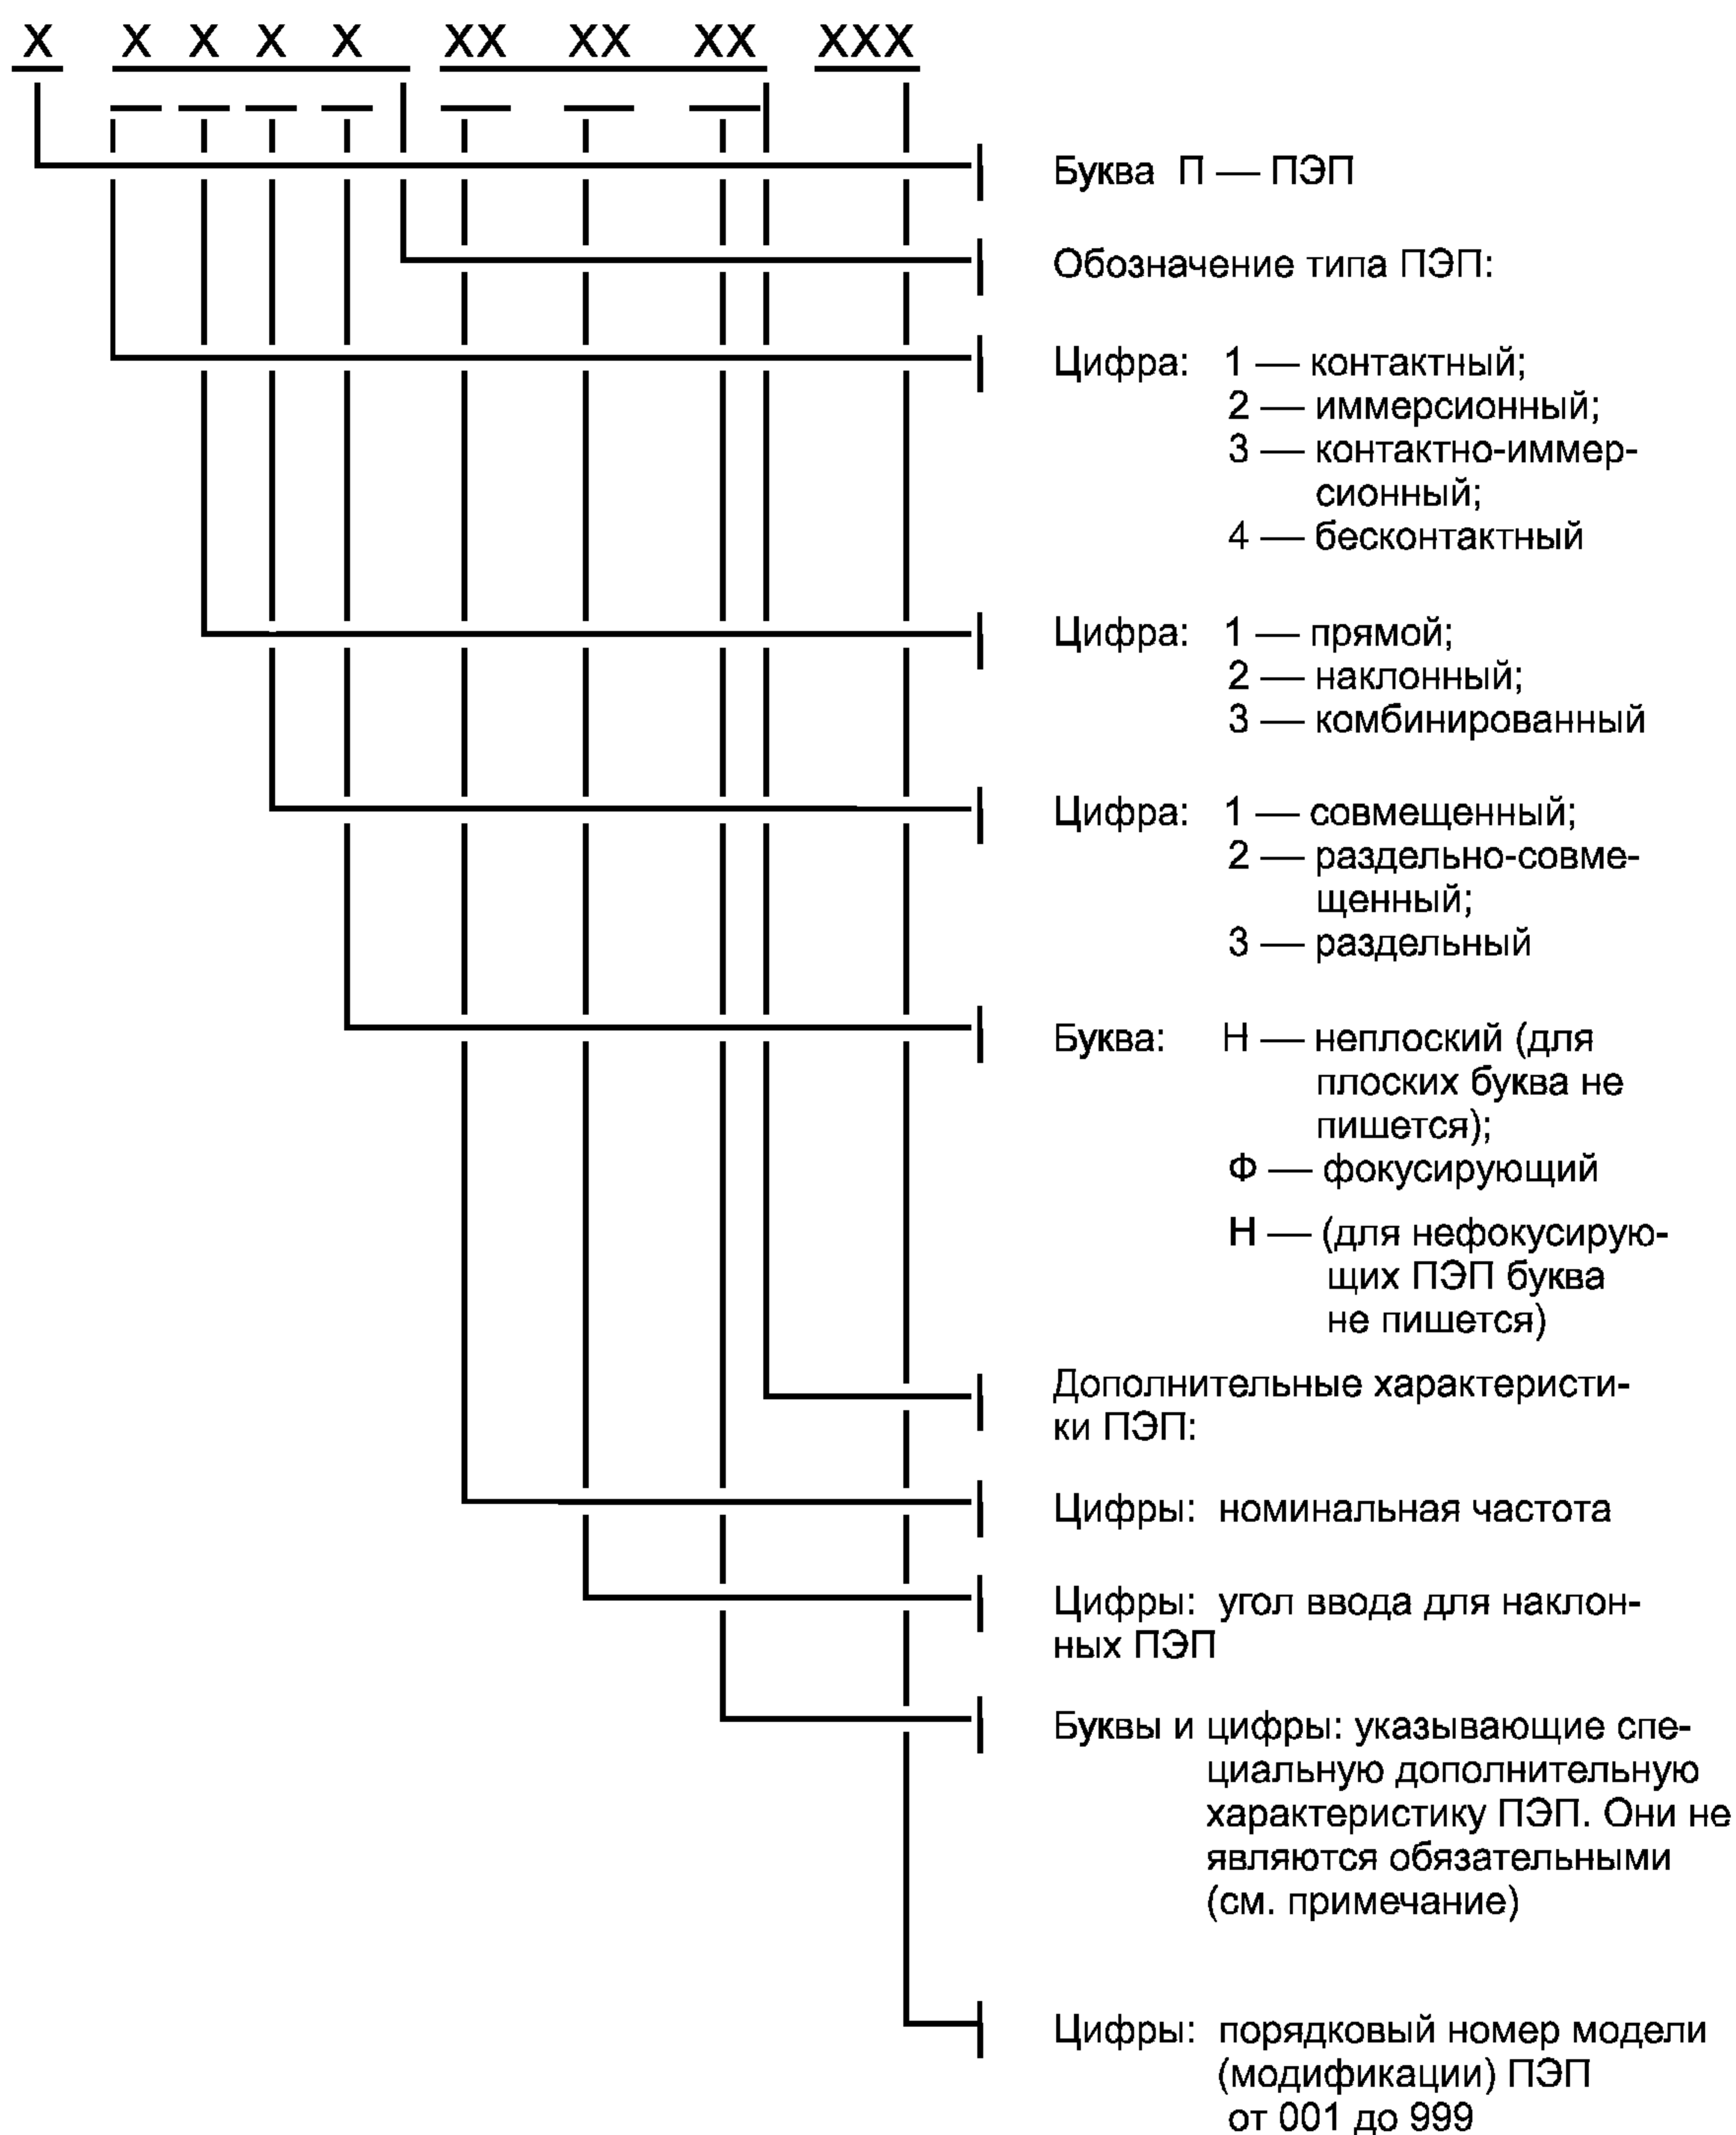 X X X X X XX XX XX XXX
Буква П — ПЭП
Обозначение типа ПЭП:
Цифра: 1 — контактный;
2 — иммерсионный;
3 — контактно-иммер-
сионный;
4 — бесконтактный
Цифра: 1 — прямой;
2 — наклонный;
3 — комбинированный
Цифра: 1 — совмещенный;
2 — раздельно-совме-
щенный;
3 — раздельный
Буква: Н — неплоский (для
плоских буква не
пишется);
Ф — фокусирующий
Н — (для нефокусирую-
щих ПЭП буква
не пишется)
Дополнительные характеристи-
ки ПЭП:
Цифры: номинальная частота
Цифры: угол ввода для наклон-
ных ПЭП
Буквы и цифры: указывающие спе-
циальную дополнительную
характеристику ПЭП. Они не
являются обязательными
(см. примечание)
Цифры: порядковый номер модели
(модификации) ПЭП
от 001 до 999